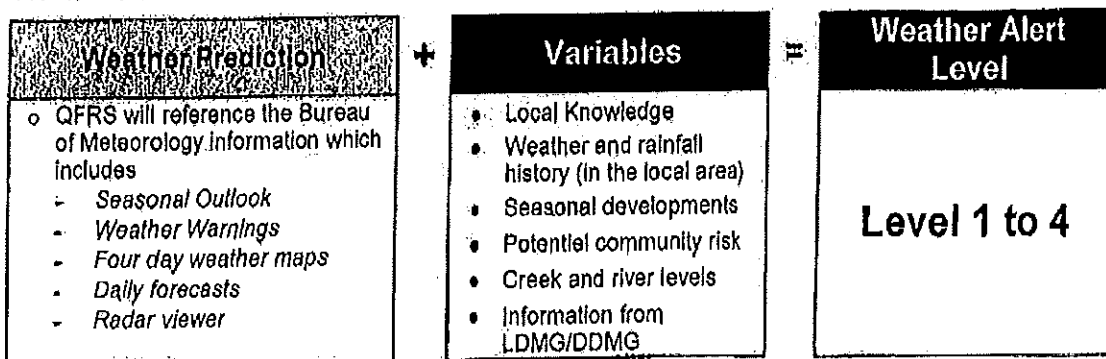 Weather Prediction
+
Variables
=
Weather Alert
Level
o QFRS will reference the Bureau
of Meteorology information which
includes
- Seasonal Outlook
- Weather Warnings
- Four day weather maps
- Daily forecasts
- Radar viewer
• Local Knowledge
• Weather and rainfall
history (in the local area)
• Seasonal developments
• Potential community risk
• Creek and river levels
• Information from
LDMG/DDMG
Level 1 to 4